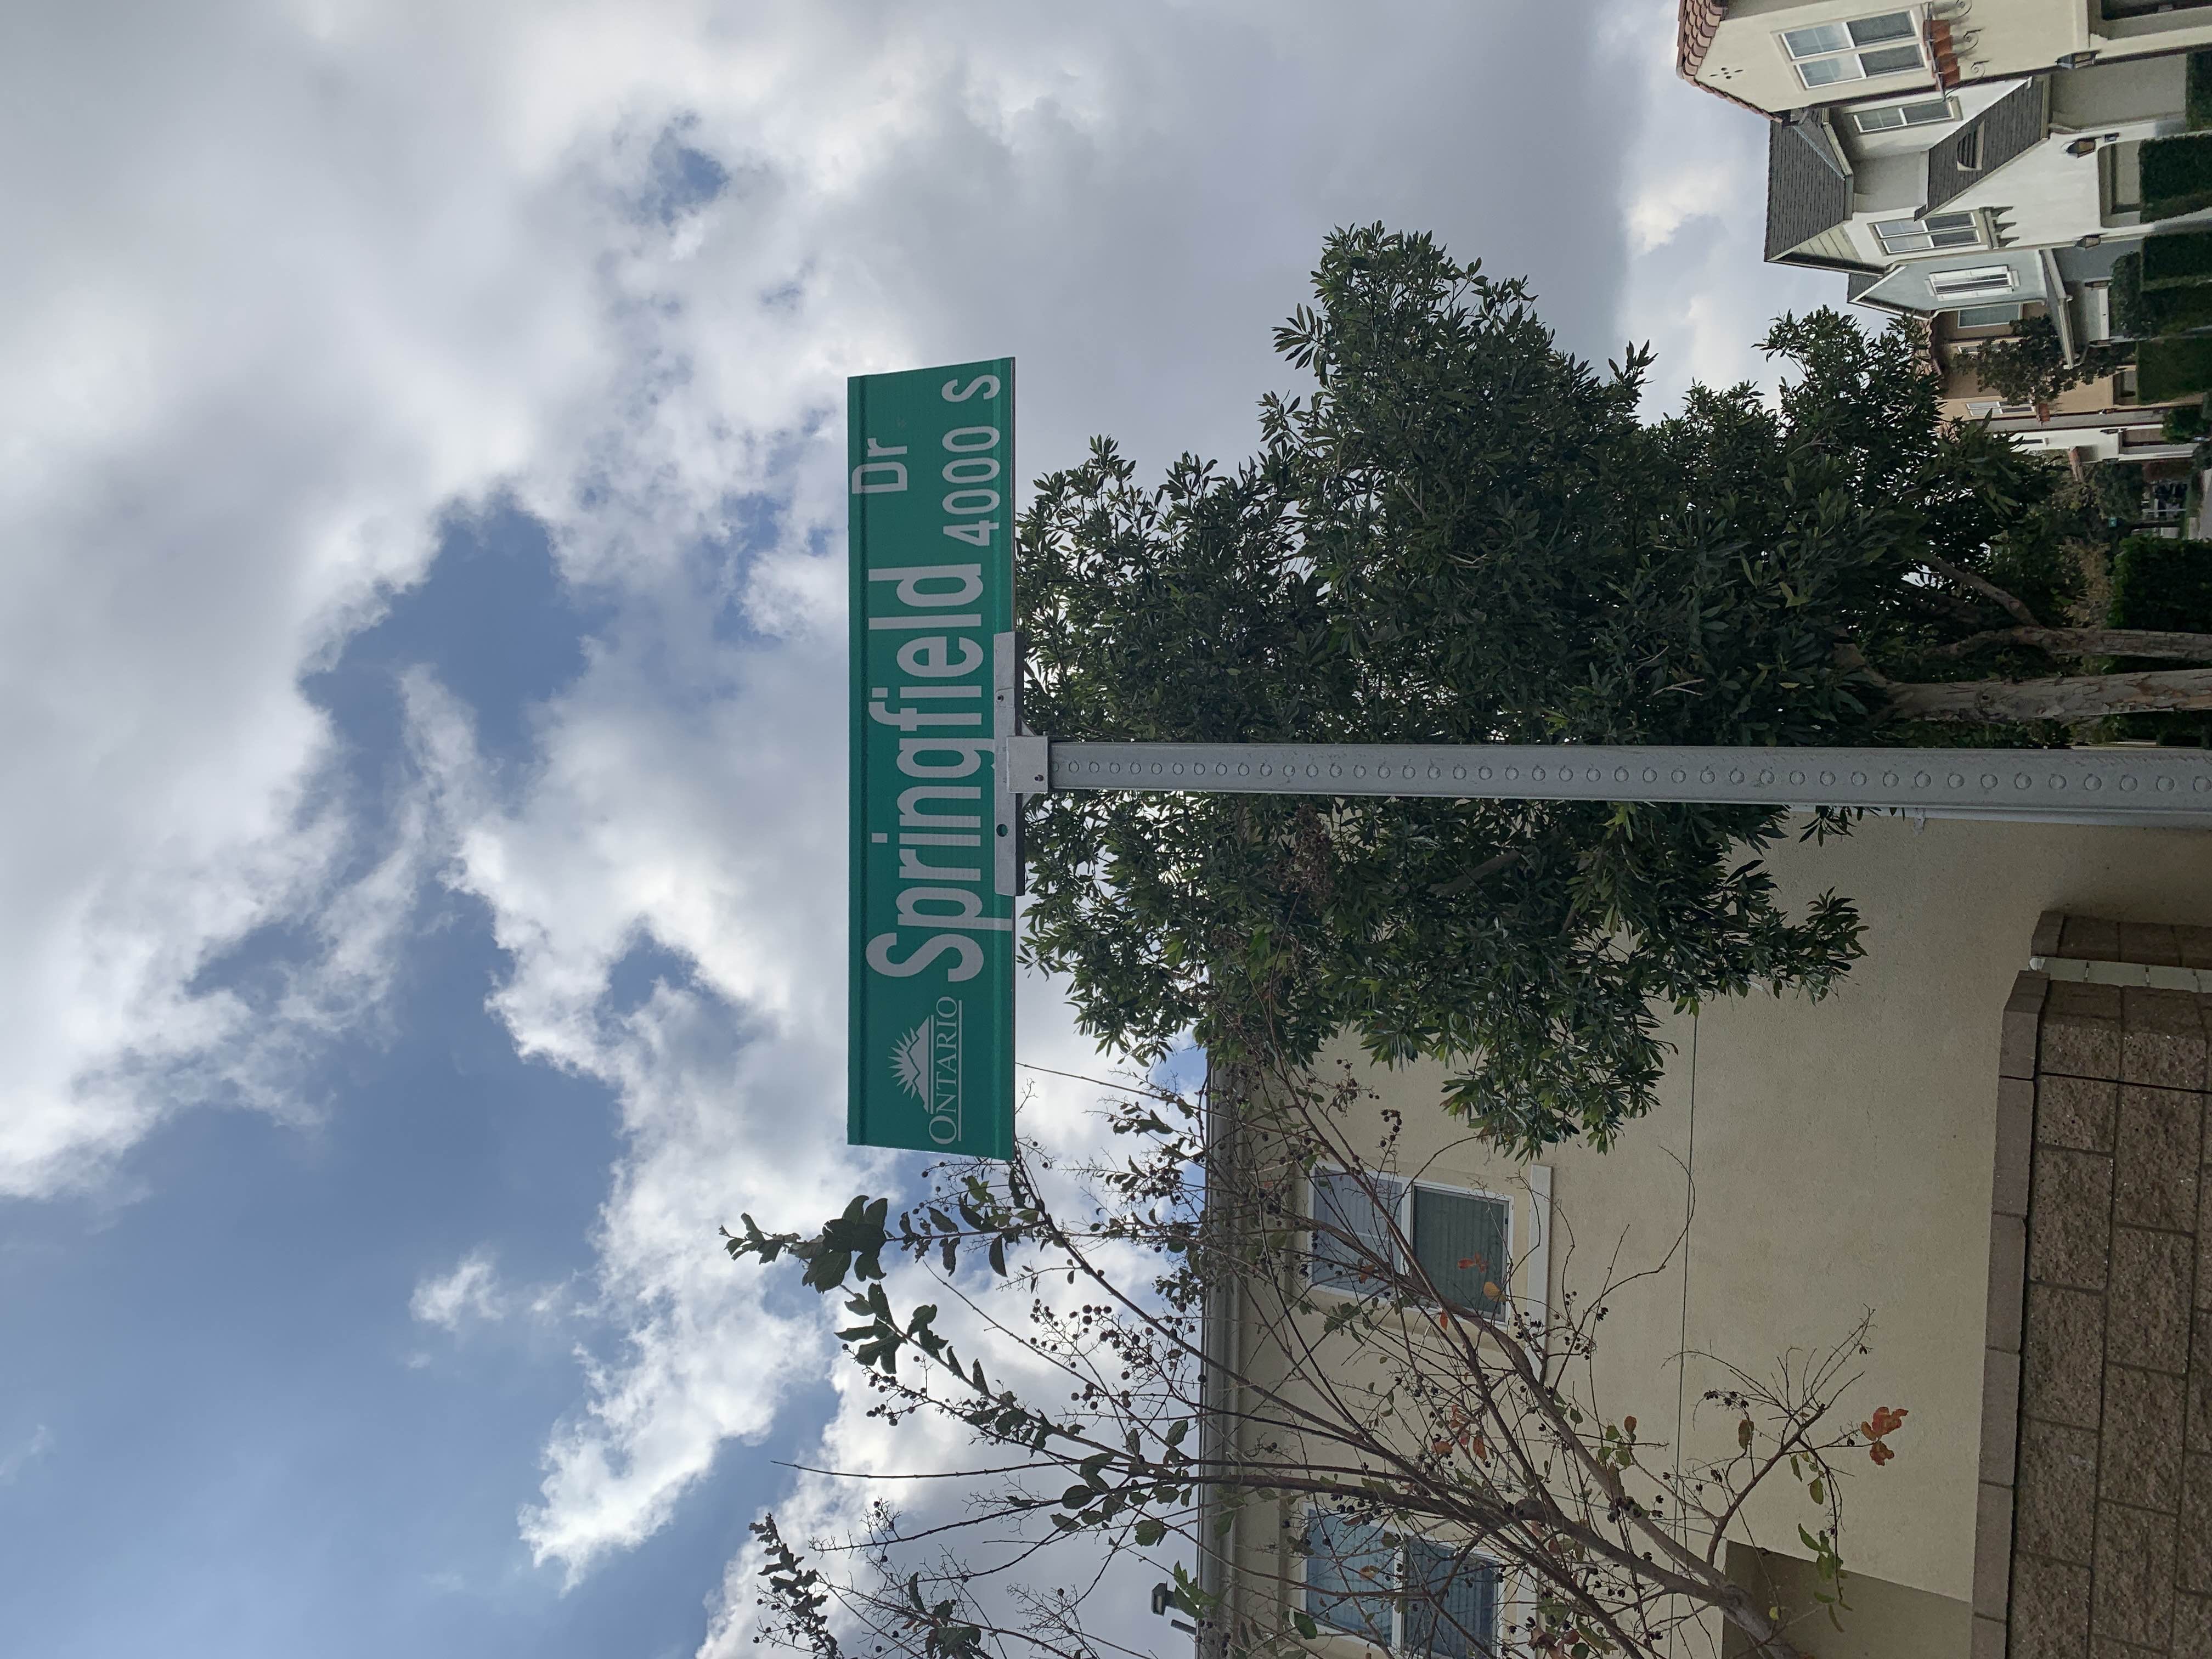 ONTARIO
Springfield Dr
4000 S